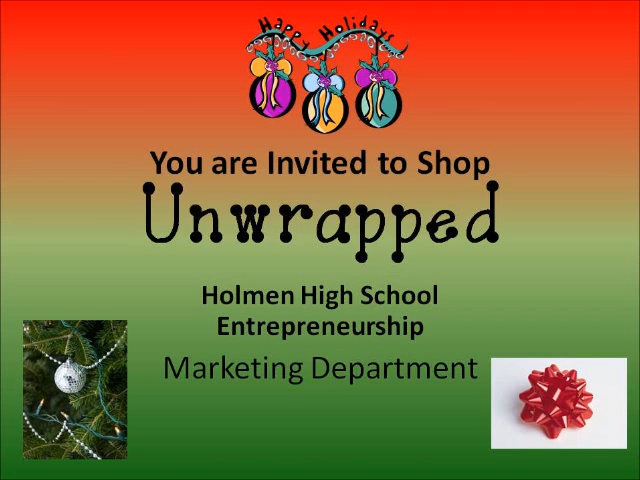 Happy Holidays
You are Invited to Shop
Unwrapped
Holmen High School
Entrepreneurship
Marketing Department